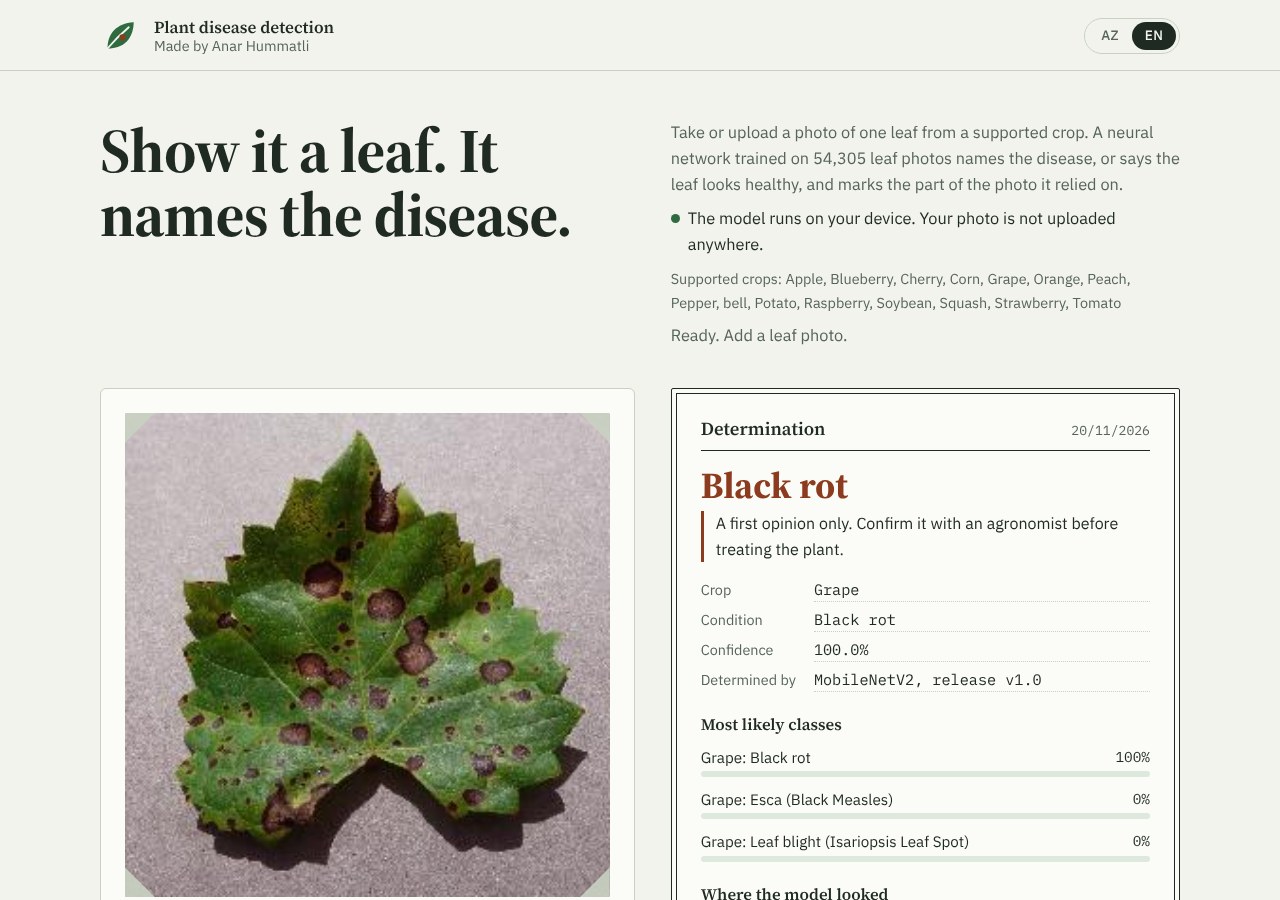 Plant disease detection
Made by Anar Hummatli
AZ
EN
Show it a leaf. It
names the disease.
Take or upload a photo of one leaf from a supported crop. A neural
network trained on 54,305 leaf photos names the disease, or says the
leaf looks healthy, and marks the part of the photo it relied on.
The model runs on your device. Your photo is not uploaded
anywhere.
Supported crops: Apple, Blueberry, Cherry, Corn, Grape, Orange, Peach,
Pepper, bell, Potato, Raspberry, Soybean, Squash, Strawberry, Tomato
Ready. Add a leaf photo.
Determination
20/11/2026
Black rot
A first opinion only. Confirm it with an agronomist before
treating the plant.
Crop Grape
Condition Black rot
Confidence 100.0%
Determined by MobileNetV2, release v1.0
Most likely classes
Grape: Black rot 100%
Grape: Esca (Black Measles) 0%
Grape: Leaf blight (Isariopsis Leaf Spot) 0%
Where the model looked